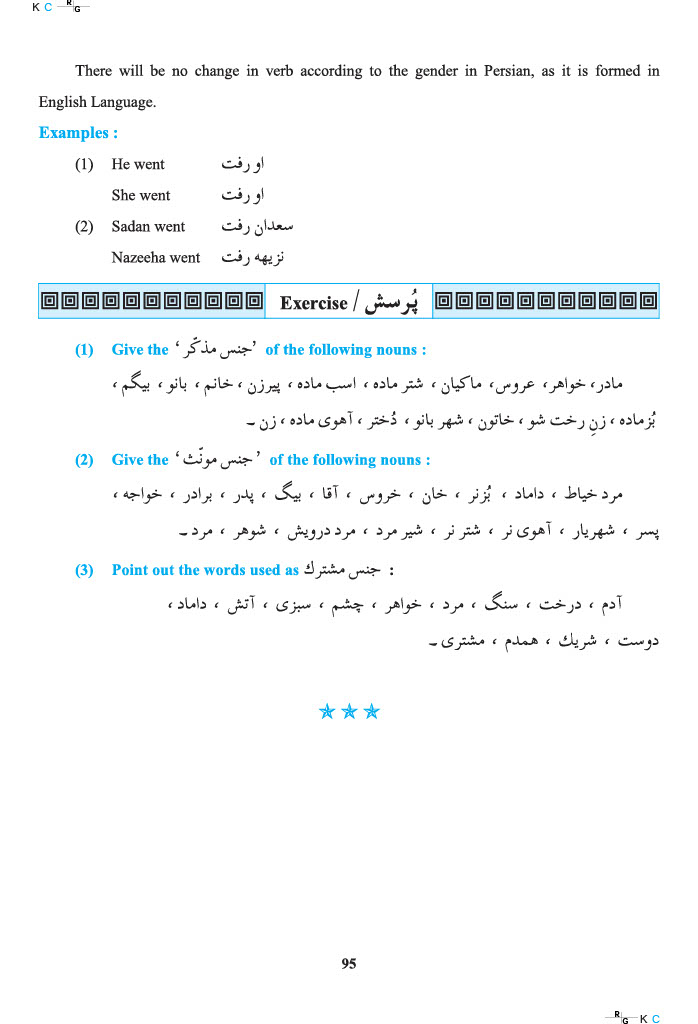 K C R G
There will be no change in verb according to the gender in Persian, as it is formed in
English Language.
Examples :
(1) He went او رفت
She went او رفت
(2) Sadan went سعدان رفت
Nazeeha went نزیهه رفت
Exercise / پُرسش
(1) Give the ‘جنس مذکّر’ of the following nouns :
مادر، خواهر، عروس، ماکیان، شتر ماده، اسب ماده، پیرزن، خانم، بانو، بیگم،
بُز ماده، زنِ رخت شو، خاتون، شهر بانو، دُختر، آهوی ماده، زن ۔
(2) Give the ‘جنس مونّث’ of the following nouns :
مرد خیاط، داماد، بُزنر، خان، خروس، آقا، بیگ، پدر، برادر، خواجه،
پسر، شهریار، آهوی نر، شتر نر، شیر مرد، مرد درویش، شوهر، مرد ۔
(3) Point out the words used as جنس مشترك :
آدم، درخت، سنگ، مرد، خواهر، چشم، سبزی، آتش، داماد،
دوست، شریك، همدم، مشتری ۔
95
R G K C